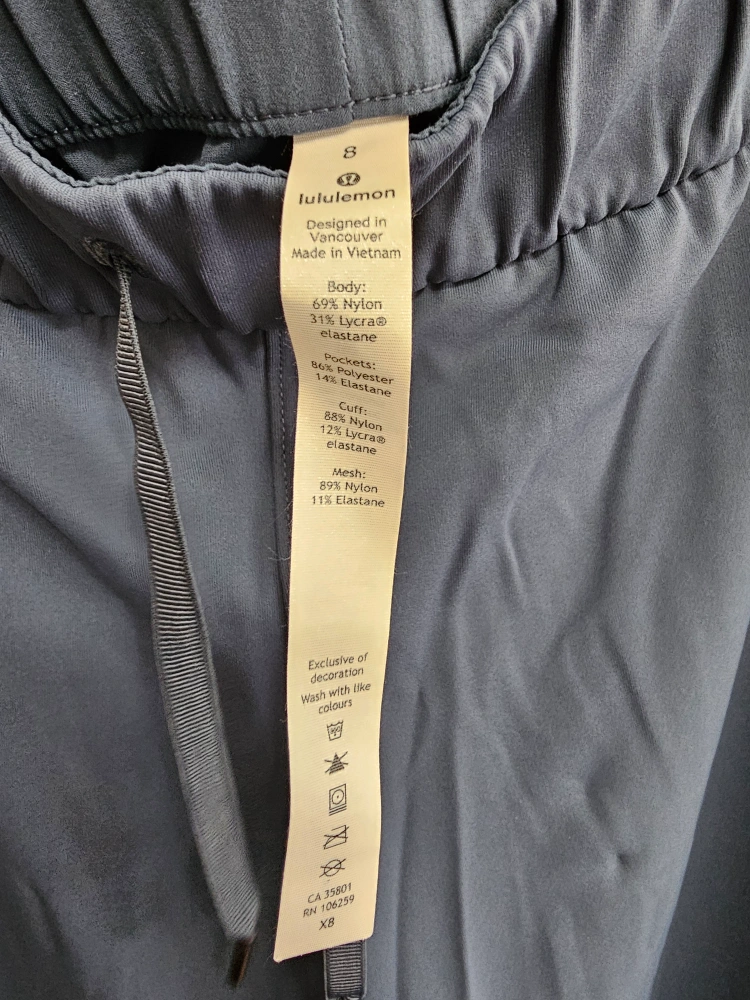 8
lululemon
Designed in
Vancouver
Made in Vietnam
Body:
69% Nylon
31% Lycra®
elastane
Pockets:
86% Polyester
14% Elastane
Cuff:
88% Nylon
12% Lycra®
elastane
Mesh:
89% Nylon
11% Elastane
Exclusive of
decoration
Wash with like
colours
CA 35801
RN 106259
X8